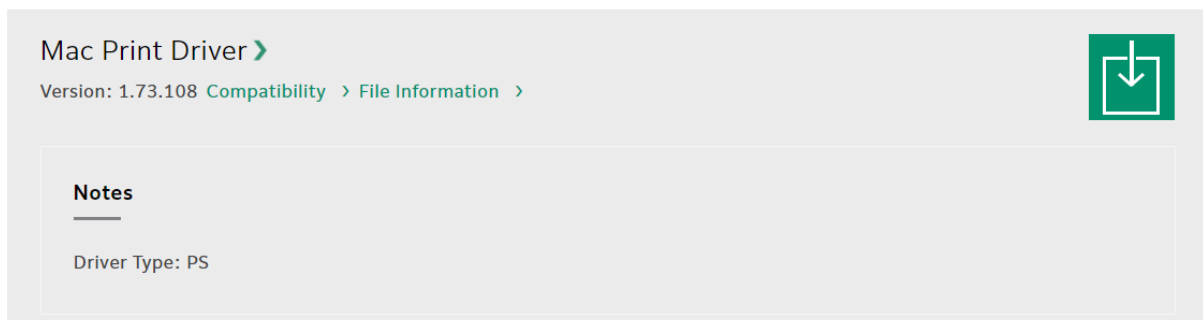 Mac Print Driver
Version: 1.73.108 Compatibility > File Information >
Notes
Driver Type: PS